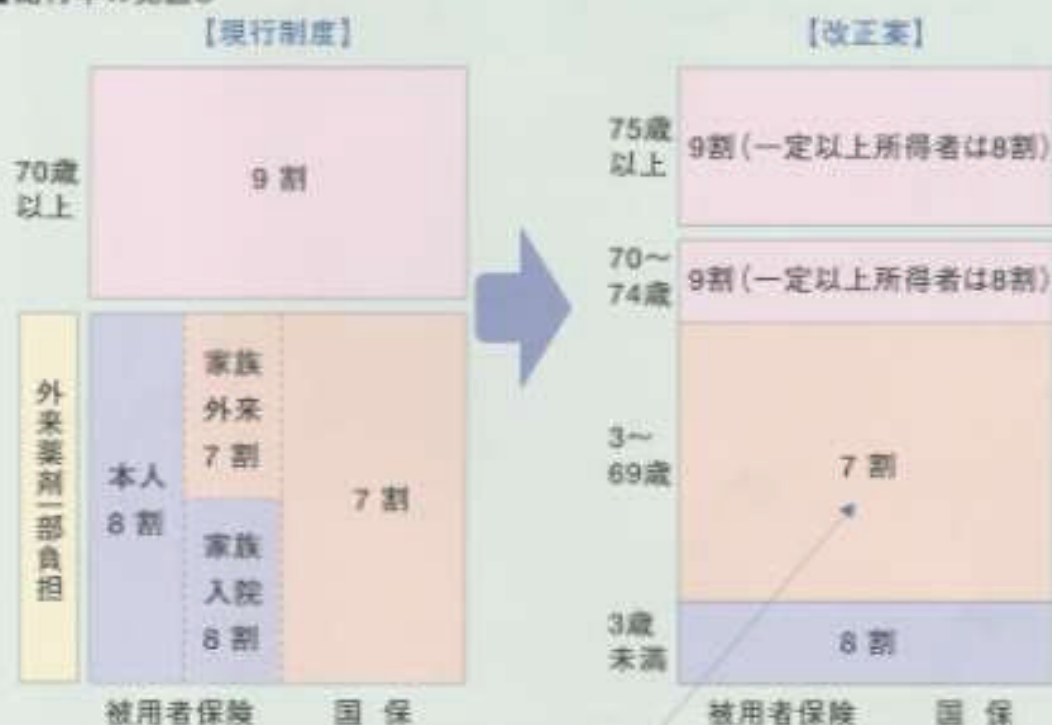 【現行制度】
70歳
以上
9 割
外来薬剤一部負担
本人
8 割
家族
外来
7 割
家族
入院
8 割
7 割
被用者保険
国 保
【改正案】
75歳
以上
9割(一定以上所得者は8割)
70〜
74歳
9割(一定以上所得者は8割)
3〜
69歳
7 割
3歳
未満
8 割
被用者保険
国 保